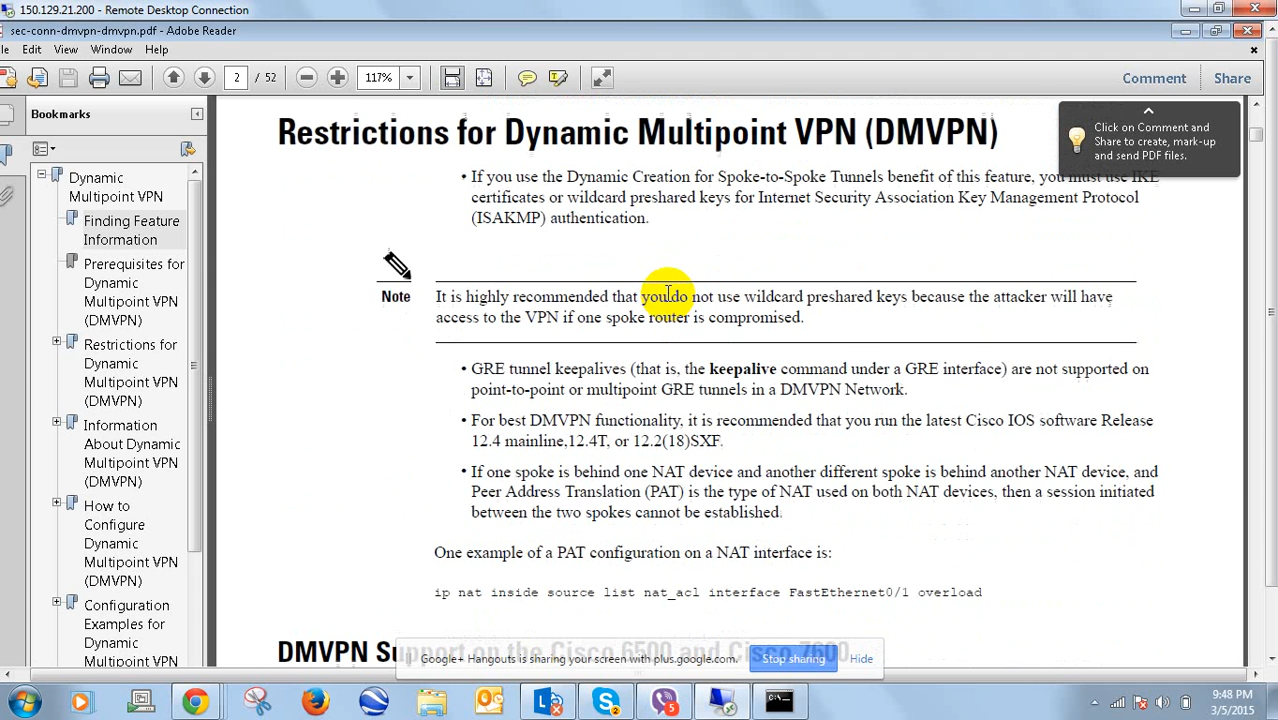 150.129.21.200 - Remote Desktop Connection
sec-conn-dmvpn-dmvpn.pdf - Adobe Reader
le Edit View Window Help
2 / 52 117% Comment Share
Bookmarks
Dynamic
Multipoint VPN
Finding Feature
Information
Prerequisites for
Dynamic
Multipoint VPN
(DMVPN)
Restrictions for
Dynamic
Multipoint VPN
(DMVPN)
Information
About Dynamic
Multipoint VPN
(DMVPN)
How to
Configure
Dynamic
Multipoint VPN
(DMVPN)
Configuration
Examples for
Dynamic
Multipoint VPN
Restrictions for Dynamic Multipoint VPN (DMVPN)
Click on Comment and
Share to create, mark-up
and send PDF files.
• If you use the Dynamic Creation for Spoke-to-Spoke Tunnels benefit of this feature, you must use IKE
certificates or wildcard preshared keys for Internet Security Association Key Management Protocol
(ISAKMP) authentication.
Note It is highly recommended that you do not use wildcard preshared keys because the attacker will have
access to the VPN if one spoke router is compromised.
• GRE tunnel keepalives (that is, the keepalive command under a GRE interface) are not supported on
point-to-point or multipoint GRE tunnels in a DMVPN Network.
• For best DMVPN functionality, it is recommended that you run the latest Cisco IOS software Release
12.4 mainline,12.4T, or 12.2(18)SXF.
• If one spoke is behind one NAT device and another different spoke is behind another NAT device, and
Peer Address Translation (PAT) is the type of NAT used on both NAT devices, then a session initiated
between the two spokes cannot be established.
One example of a PAT configuration on a NAT interface is:
ip nat inside source list nat_acl interface FastEthernet0/1 overload
DMVPN Support on the Cisco 6500 and Cisco 7600
Google+ Hangouts is sharing your screen with plus.google.com. Stop sharing Hide
2 5
9:48 PM
3/5/2015